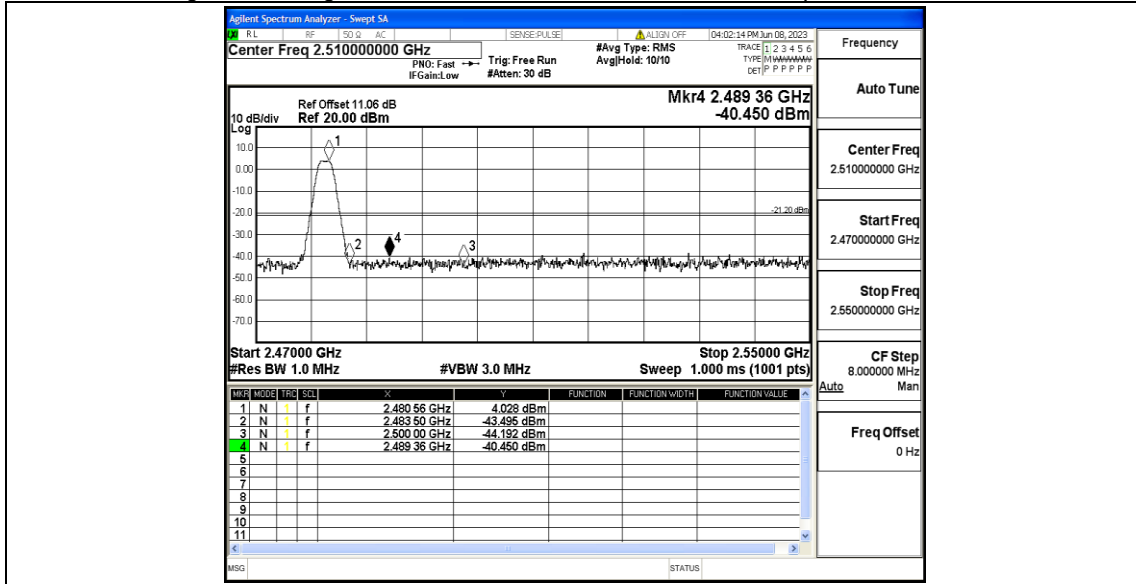 Agilent Spectrum Analyzer - Swept SA
RL RF 50 Ω AC SENSE:PULSE ALIGN OFF 04:02:14 PM Jun 08, 2023
Center Freq 2.510000000 GHz #Avg Type: RMS TRACE 1 2 3 4 5 6
PNO: Fast Trig: Free Run Avg|Hold: 10/10 TYPE M WWWWW
IFGain:Low #Atten: 30 dB DET P P P P P P
Mkr4 2.489 36 GHz
-40.450 dBm
Ref Offset 11.06 dB
10 dB/div Ref 20.00 dBm
Log
10.0
0.00
-10.0
-20.0
-30.0
-40.0
-50.0
-60.0
-70.0
1
2
4
3
-21.20 dBm
Start 2.47000 GHz Stop 2.55000 GHz
#Res BW 1.0 MHz #VBW 3.0 MHz Sweep 1.000 ms (1001 pts)
MKR MODE TRC SCL X Y FUNCTION FUNCTION WIDTH FUNCTION VALUE
1 N 1 f 2.480 56 GHz 4.028 dBm
2 N 1 f 2.483 50 GHz -43.495 dBm
3 N 1 f 2.500 00 GHz -44.192 dBm
4 N 1 f 2.489 36 GHz -40.450 dBm
5
6
7
8
9
10
11
MSG STATUS
Frequency
Auto Tune
Center Freq
2.510000000 GHz
Start Freq
2.470000000 GHz
Stop Freq
2.550000000 GHz
CF Step
8.000000 MHz
Auto Man
Freq Offset
0 Hz